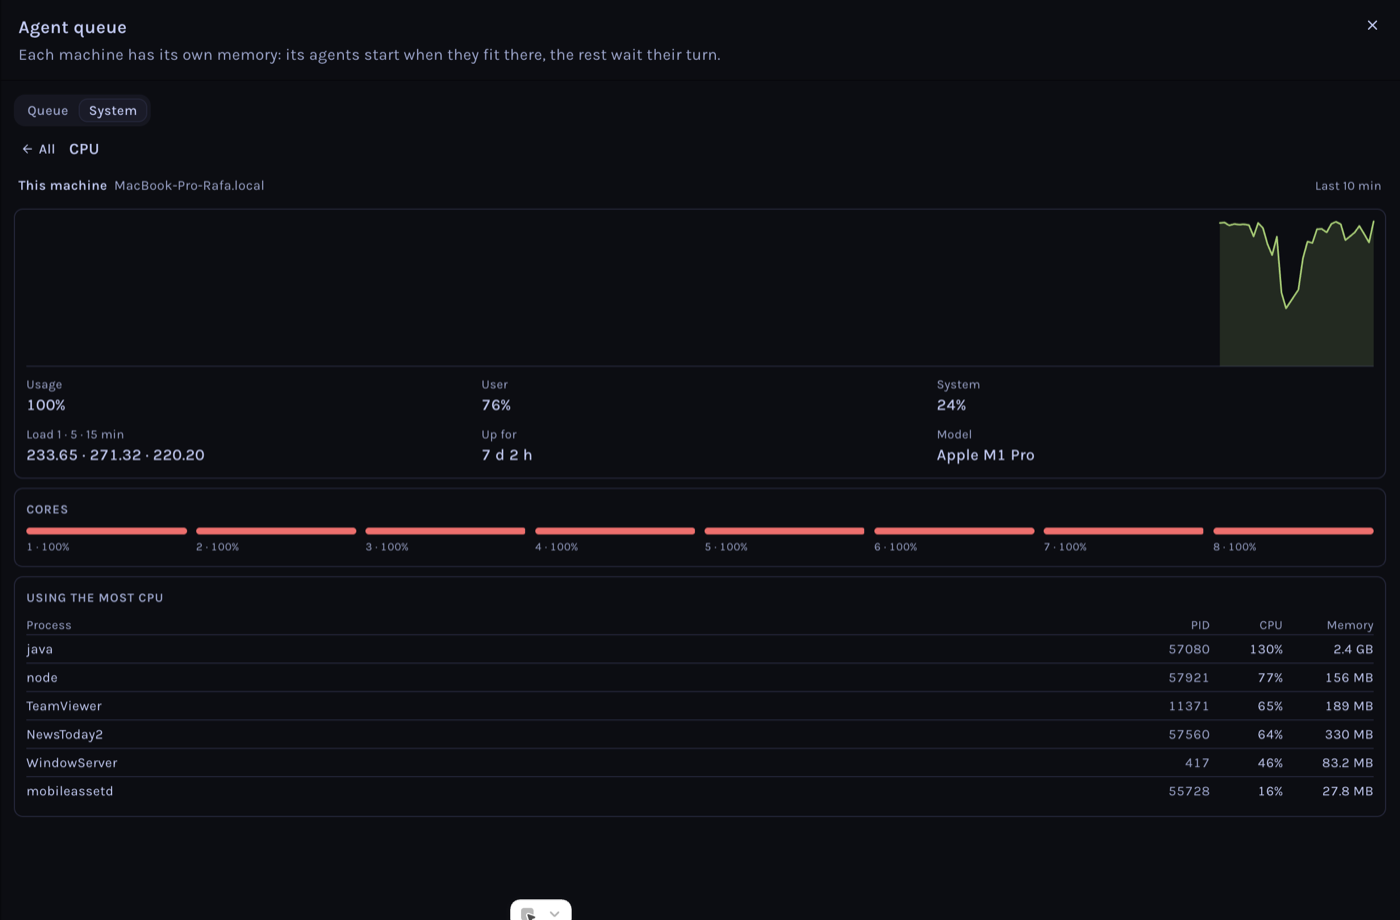 Agent queue
Each machine has its own memory: its agents start when they fit there, the rest wait their turn.
Queue System
← All CPU
This machine MacBook-Pro-Rafa.local Last 10 min
Usage User System
100% 76% 24%
Load 1 · 5 · 15 min Up for Model
233.65 · 271.32 · 220.20 7 d 2 h Apple M1 Pro
CORES
1 · 100% 2 · 100% 3 · 100% 4 · 100% 5 · 100% 6 · 100% 7 · 100% 8 · 100%
USING THE MOST CPU
Process PID CPU Memory
java 57080 130% 2.4 GB
node 57921 77% 156 MB
TeamViewer 11371 65% 189 MB
NewsToday2 57560 64% 330 MB
WindowServer 417 46% 83.2 MB
mobileassetd 55728 16% 27.8 MB